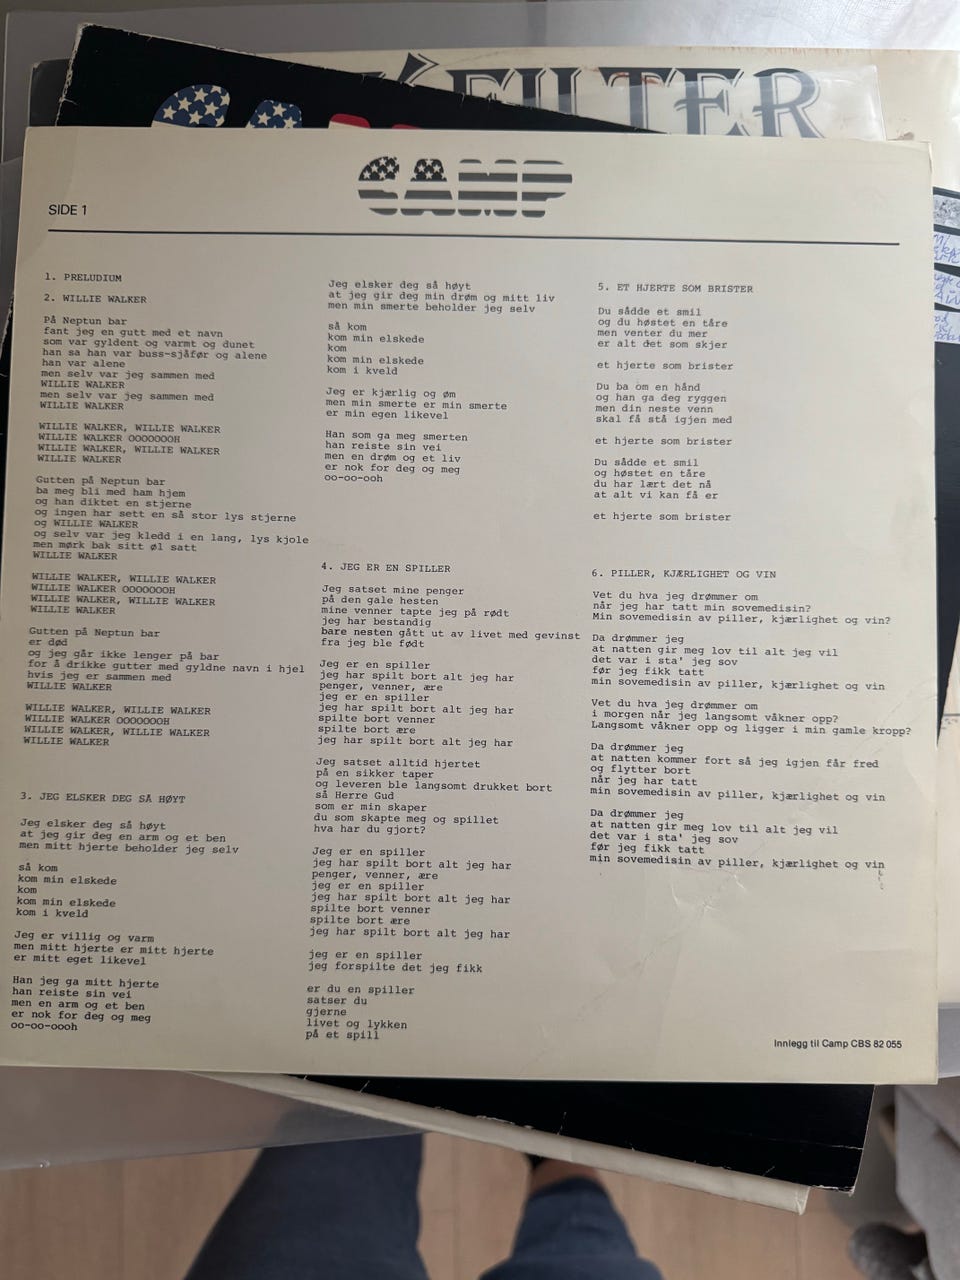 FILTER
CAMP
SIDE 1
1. PRELUDIUM
2. WILLIE WALKER
På Neptun bar
fant jeg en gutt med et navn
som var gyldent og varmt og dunet
han sa han var buss-sjåfør og alene
han var alene
men selv var jeg sammen med
WILLIE WALKER
men selv var jeg sammen med
WILLIE WALKER
WILLIE WALKER, WILLIE WALKER
WILLIE WALKER OOOOOOOH
WILLIE WALKER, WILLIE WALKER
WILLIE WALKER
Gutten på Neptun bar
ba meg bli med ham hjem
og han diktet en stjerne
og ingen har sett en så stor lys stjerne
og WILLIE WALKER
og selv var jeg kledd i en lang, lys kjole
men mørk bak sitt øl satt
WILLIE WALKER
WILLIE WALKER, WILLIE WALKER
WILLIE WALKER OOOOOOOH
WILLIE WALKER, WILLIE WALKER
WILLIE WALKER
Gutten på Neptun bar
er død
og jeg går ikke lenger på bar
for å drikke gutter med gyldne navn i hjel
hvis jeg er sammen med
WILLIE WALKER
WILLIE WALKER, WILLIE WALKER
WILLIE WALKER OOOOOOOH
WILLIE WALKER, WILLIE WALKER
WILLIE WALKER
3. JEG ELSKER DEG SÅ HØYT
Jeg elsker deg så høyt
at jeg gir deg en arm og et ben
men mitt hjerte beholder jeg selv
så kom
kom min elskede
kom
kom min elskede
kom i kveld
Jeg er villig og varm
men mitt hjerte er mitt hjerte
er mitt eget likevel
Han jeg ga mitt hjerte
han reiste sin vei
men en arm og et ben
er nok for deg og meg
oo-oo-oooh
Jeg elsker deg så høyt
at jeg gir deg min drøm og mitt liv
men min smerte beholder jeg selv
så kom
kom min elskede
kom
kom min elskede
kom i kveld
Jeg er kjærlig og øm
men min smerte er min smerte
er min egen likevel
Han som ga meg smerten
han reiste sin vei
men en drøm og et liv
er nok for deg og meg
oo-oo-ooh
4. JEG ER EN SPILLER
Jeg satset mine penger
på den gale hesten
mine venner tapte jeg på rødt
jeg har bestandig
bare nesten gått ut av livet med gevinst
fra jeg ble født
Jeg er en spiller
jeg har spilt bort alt jeg har
penger, venner, ære
jeg er en spiller
jeg har spilt bort alt jeg har
spilte bort venner
spilte bort ære
jeg har spilt bort alt jeg har
Jeg satset alltid hjertet
på en sikker taper
og leveren ble langsomt drukket bort
så Herre Gud
som er min skaper
du som skapte meg og spillet
hva har du gjort?
Jeg er en spiller
jeg har spilt bort alt jeg har
penger, venner, ære
jeg er en spiller
jeg har spilt bort alt jeg har
spilte bort venner
spilte bort ære
jeg har spilt bort alt jeg har
jeg er en spiller
jeg forspilte det jeg fikk
er du en spiller
satser du
gjerne
livet og lykken
på et spill
5. ET HJERTE SOM BRISTER
Du sådde et smil
og du høstet en tåre
men venter du mer
er alt det som skjer
et hjerte som brister
Du ba om en hånd
og han ga deg ryggen
men din neste venn
skal få stå igjen med
et hjerte som brister
Du sådde et smil
og høstet en tåre
du har lært det nå
at alt vi kan få er
et hjerte som brister
6. PILLER, KJÆRLIGHET OG VIN
Vet du hva jeg drømmer om
når jeg har tatt min sovemedisin?
Min sovemedisin av piller, kjærlighet og vin?
Da drømmer jeg
at natten gir meg lov til alt jeg vil
det var i sta' jeg sov
før jeg fikk tatt
min sovemedisin av piller, kjærlighet og vin
Vet du hva jeg drømmer om
i morgen når jeg langsomt våkner opp?
Langsomt våkner opp og ligger i min gamle kropp?
Da drømmer jeg
at natten kommer fort så jeg igjen får fred
og flytter bort
når jeg har tatt
min sovemedisin av piller, kjærlighet og vin
Da drømmer jeg
at natten gir meg lov til alt jeg vil
det var i sta' jeg sov
før jeg fikk tatt
min sovemedisin av piller, kjærlighet og vin
Innlegg til Camp CBS 82 055